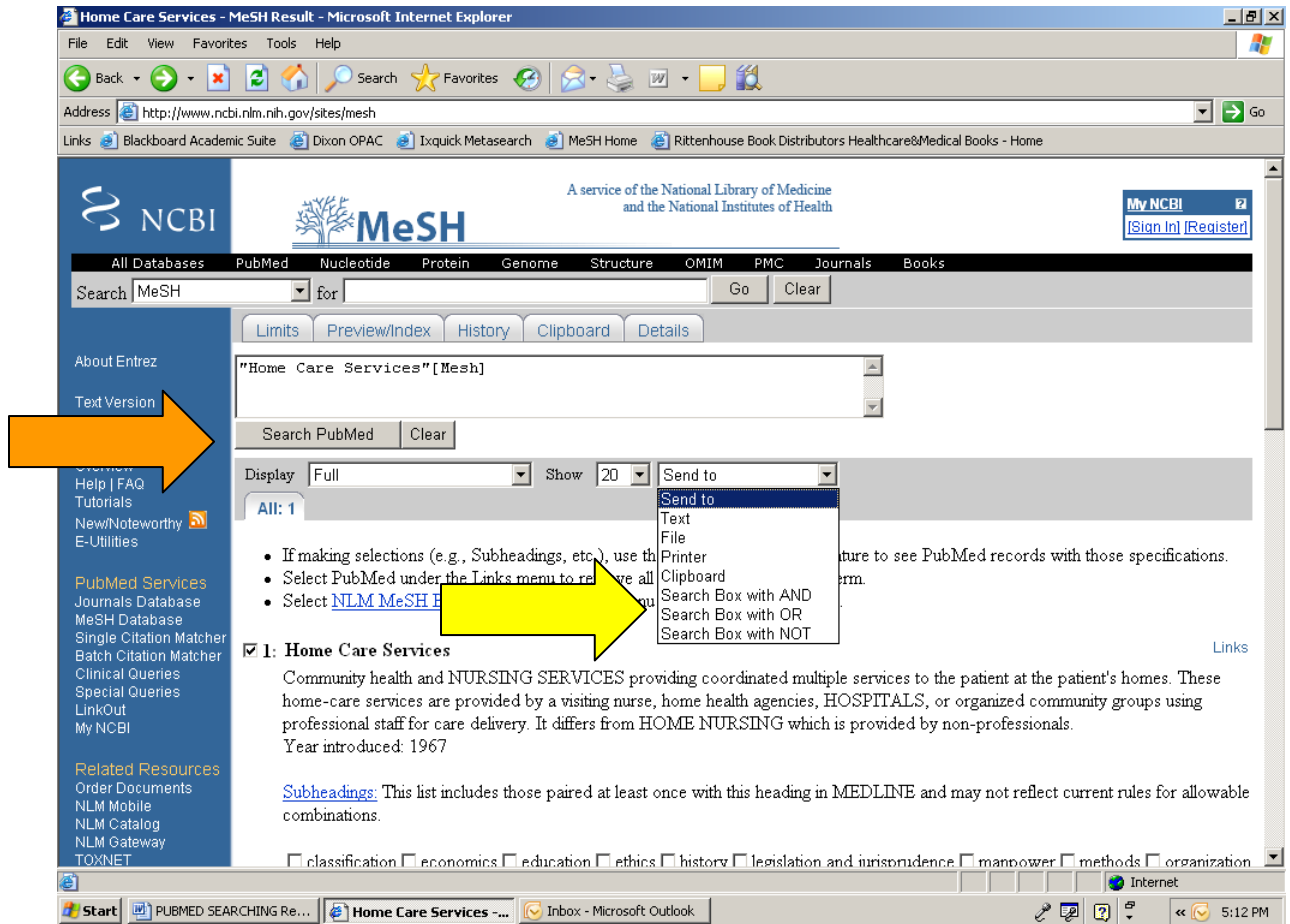 Home Care Services - MeSH Result - Microsoft Internet Explorer
File Edit View Favorites Tools Help
Back Search Favorites
Address http://www.ncbi.nlm.nih.gov/sites/mesh Go
Links Blackboard Academic Suite Dixon OPAC Ixquick Metasearch MeSH Home Rittenhouse Book Distributors Healthcare&Medical Books - Home
NCBI
MeSH
A service of the National Library of Medicine
and the National Institutes of Health
My NCBI
[Sign In] [Register]
All Databases PubMed Nucleotide Protein Genome Structure OMIM PMC Journals Books
Search MeSH for Go Clear
Limits Preview/Index History Clipboard Details
About Entrez
Text Version
"Home Care Services"[Mesh]
Search PubMed Clear
Display Full Show 20 Send to
All: 1
Send to
Text
File
Printer
Clipboard
Search Box with AND
Search Box with OR
Search Box with NOT
Overview
Help | FAQ
Tutorials
New/Noteworthy
E-Utilities
PubMed Services
Journals Database
MeSH Database
Single Citation Matcher
Batch Citation Matcher
Clinical Queries
Special Queries
LinkOut
My NCBI
Related Resources
Order Documents
NLM Mobile
NLM Catalog
NLM Gateway
TOXNET
• If making selections (e.g., Subheadings, etc.), use to see PubMed records with those specifications.
• Select PubMed under the Links menu to all
• Select NLM MeSH
1: Home Care Services Links
Community health and NURSING SERVICES providing coordinated multiple services to the patient at the patient's homes. These
home-care services are provided by a visiting nurse, home health agencies, HOSPITALS, or organized community groups using
professional staff for care delivery. It differs from HOME NURSING which is provided by non-professionals.
Year introduced: 1967
Subheadings: This list includes those paired at least once with this heading in MEDLINE and may not reflect current rules for allowable
combinations.
classification economics education ethics history legislation and jurisprudence manpower methods organization
Internet
Start PUBMED SEARCHING Re... Home Care Services -... Inbox - Microsoft Outlook 5:12 PM